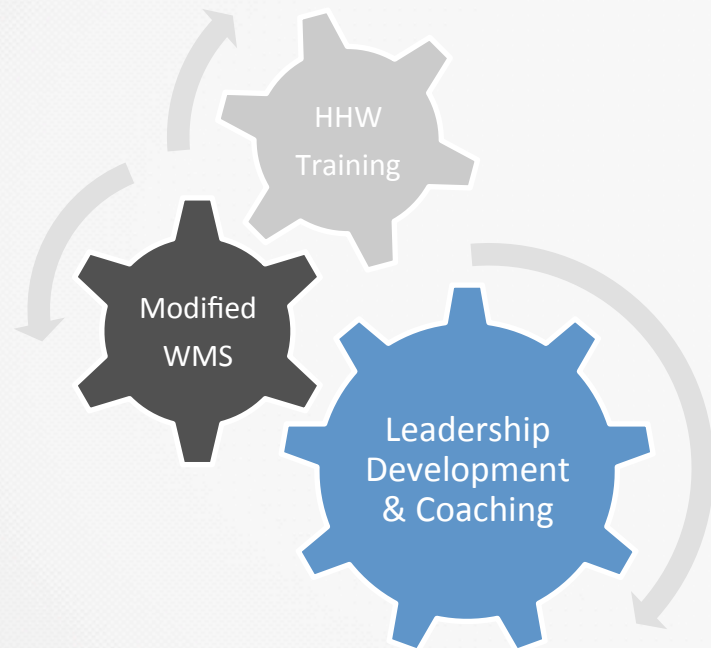 HHW
Training
Modified
WMS
Leadership
Development
& Coaching